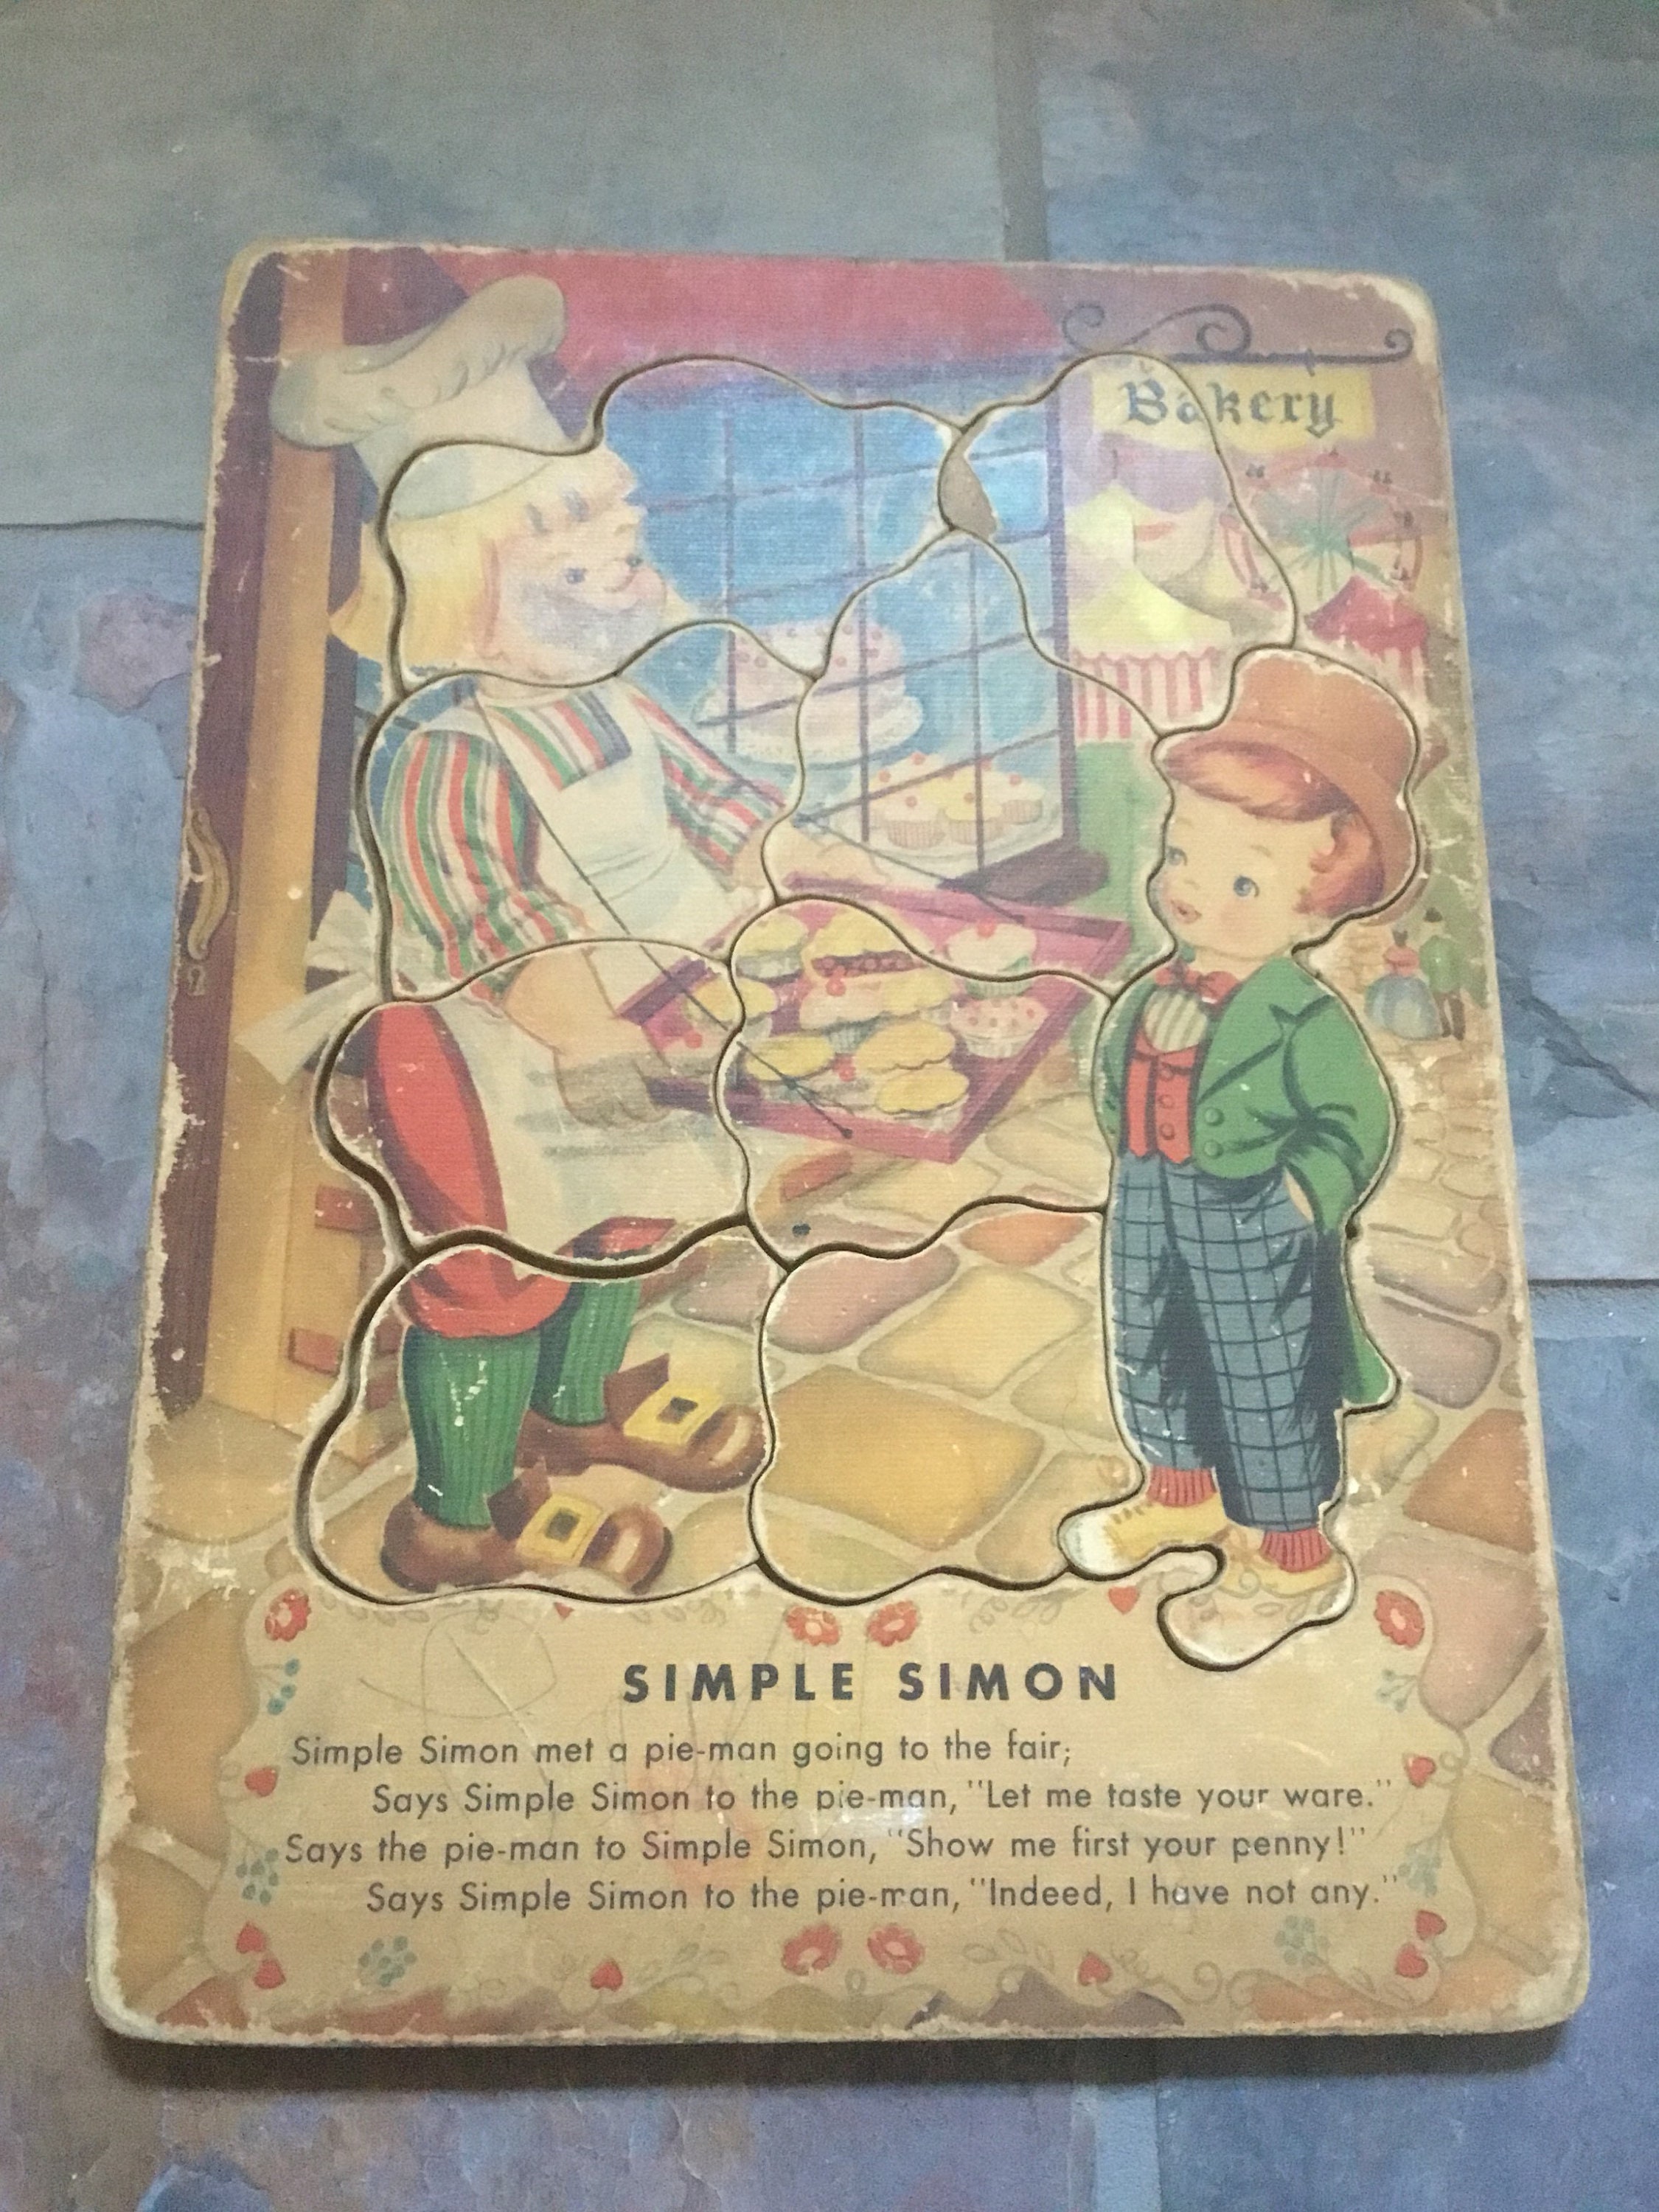 Bakery
SIMPLE SIMON
Simple Simon met a pie-man going to the fair;
Says Simple Simon to the pie-man, "Let me taste your ware."
Says the pie-man to Simple Simon, "Show me first your penny!"
Says Simple Simon to the pie-man, "Indeed, I have not any."